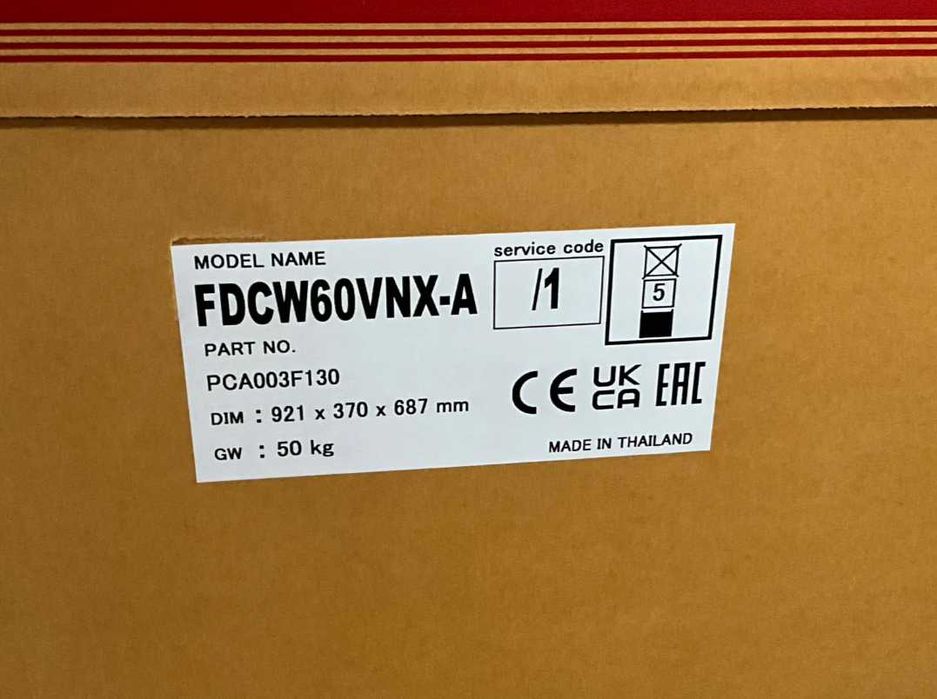 MODEL NAME
service code
FDCW60VNX-A
/1
5
PART NO.
PCA003F130
DIM : 921 x 370 x 687 mm
GW : 50 kg
CE UK CA EAC
MADE IN THAILAND